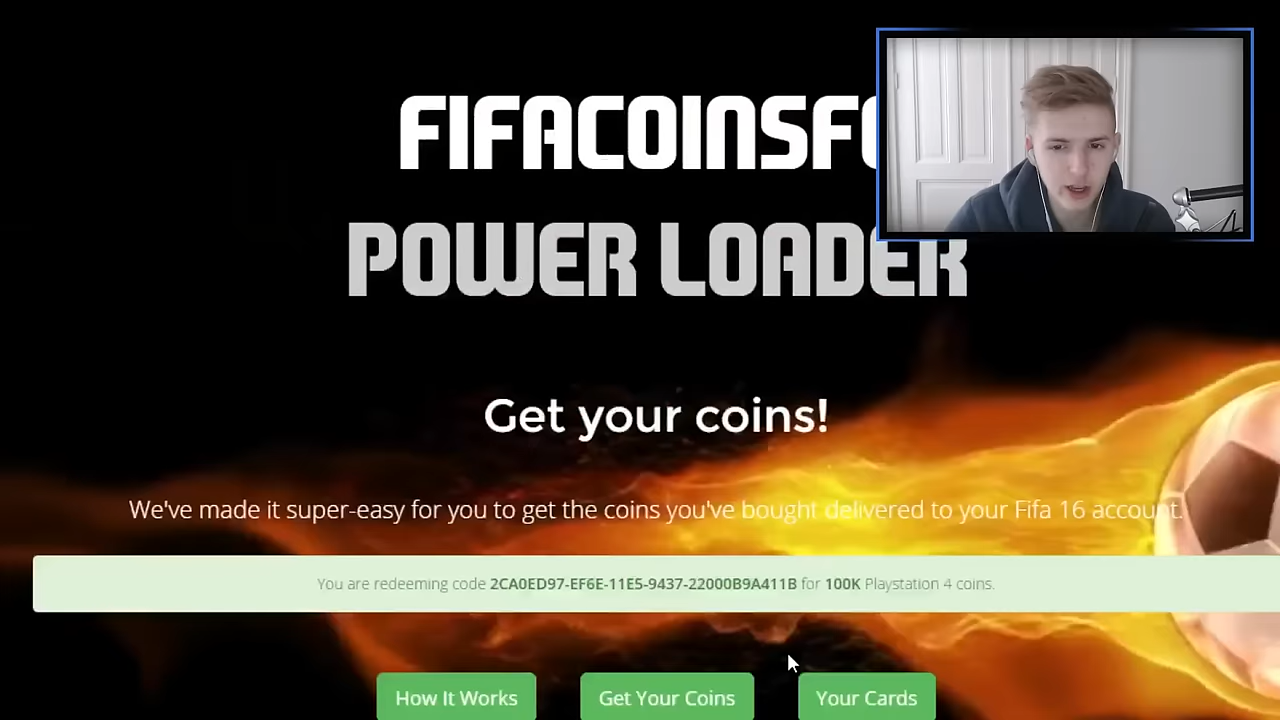 FIFACOINSF
POWER LOADER
Get your coins!
We've made it super-easy for you to get the coins you've bought delivered to your Fifa 16 account.
You are redeeming code 2CA0ED97-EF6E-11E5-9437-22000B9A411B for 100K Playstation 4 coins.
How It Works
Get Your Coins
Your Cards